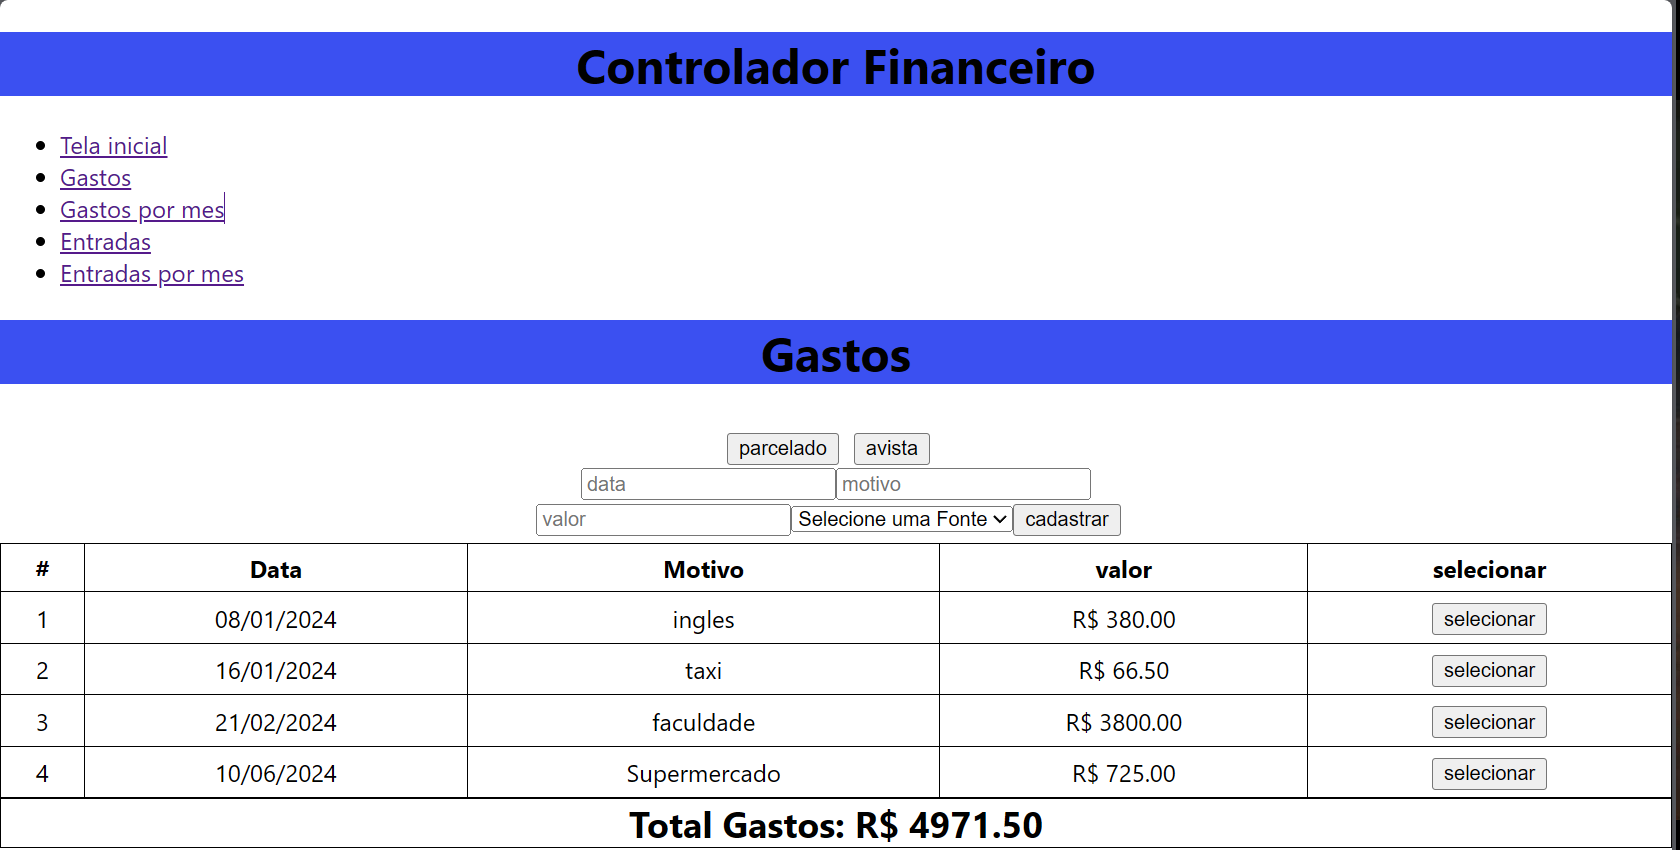 Controlador Financeiro
Tela inicial
Gastos
Gastos por mes
Entradas
Entradas por mes
Gastos
parcelado avista
data motivo
valor Selecione uma Fonte cadastrar
# Data Motivo valor selecionar
1 08/01/2024 ingles R$ 380.00 selecionar
2 16/01/2024 taxi R$ 66.50 selecionar
3 21/02/2024 faculdade R$ 3800.00 selecionar
4 10/06/2024 Supermercado R$ 725.00 selecionar
Total Gastos: R$ 4971.50